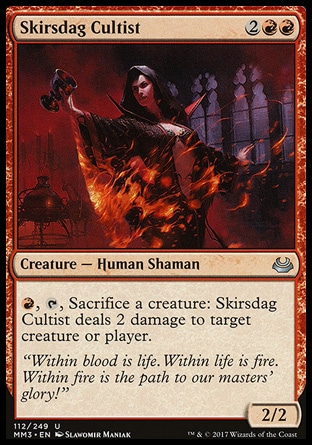 Skirsdag Cultist 2
Creature — Human Shaman
, , Sacrifice a creature: Skirsdag
Cultist deals 2 damage to target
creature or player.
“Within blood is life. Within life is fire.
Within fire is the path to our masters’
glory!”
2/2
112/249 U
MM3 • EN Slawomir Maniak ™ & © 2017 Wizards of the Coast